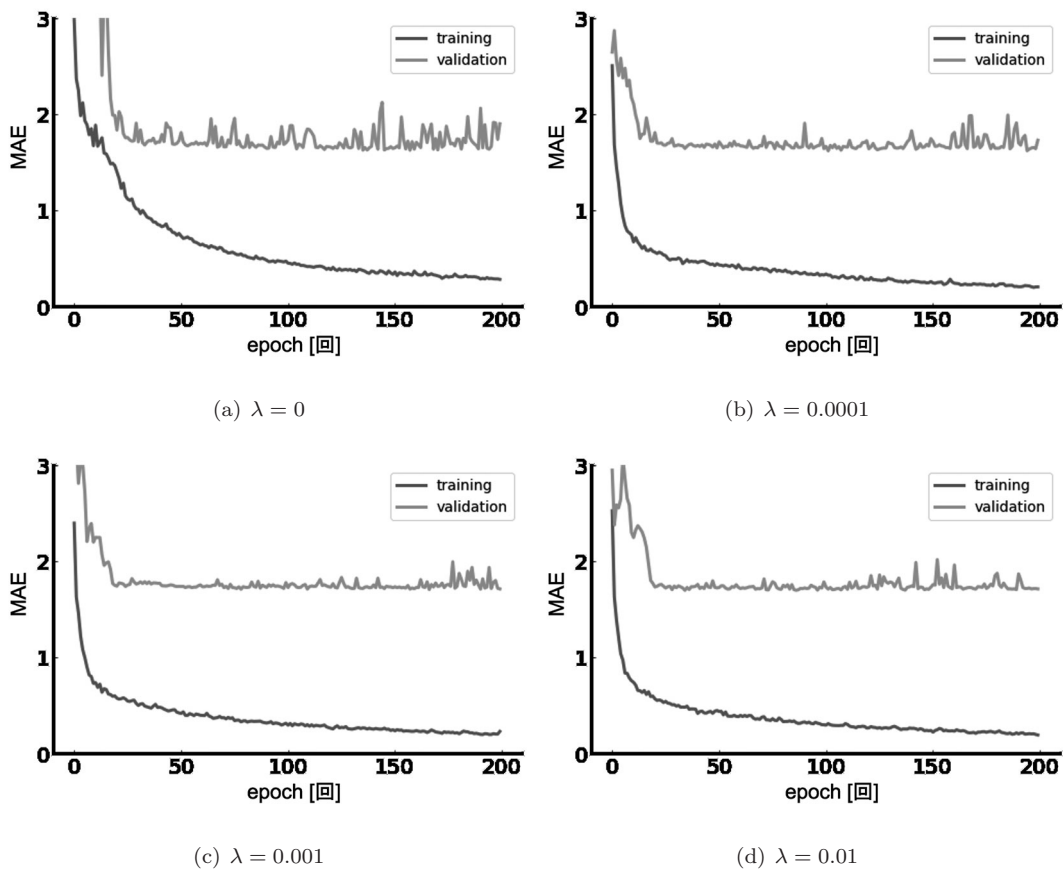 3
2
1
0
MAE
training
validation
0 50 100 150 200
epoch [回]
(a) λ = 0
3
2
1
0
MAE
training
validation
0 50 100 150 200
epoch [回]
(b) λ = 0.0001
3
2
1
0
MAE
training
validation
0 50 100 150 200
epoch [回]
(c) λ = 0.001
3
2
1
0
MAE
training
validation
0 50 100 150 200
epoch [回]
(d) λ = 0.01